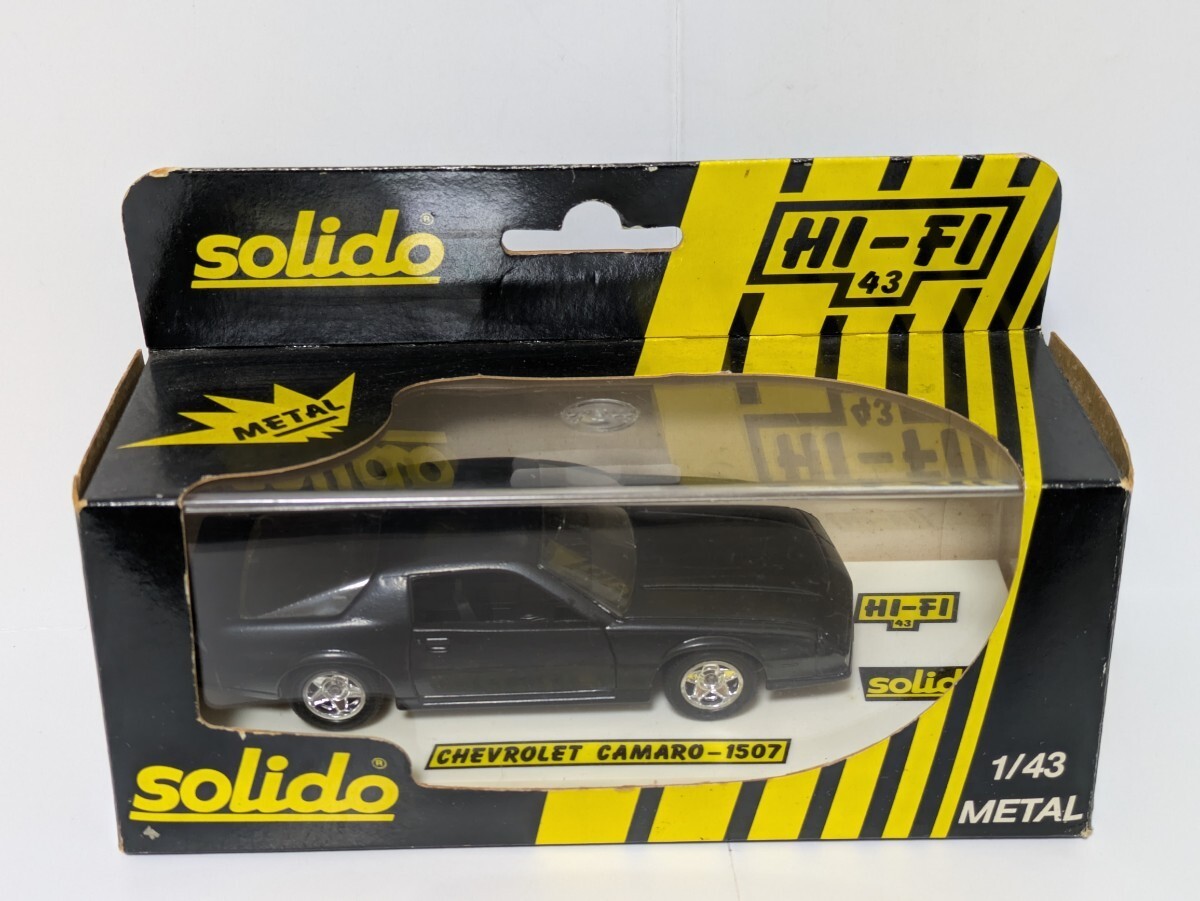 solido®
HI-FI
43
METAL
HI-FI
43
solid
CHEVROLET CAMARO-1507
solido®
1/43
METAL